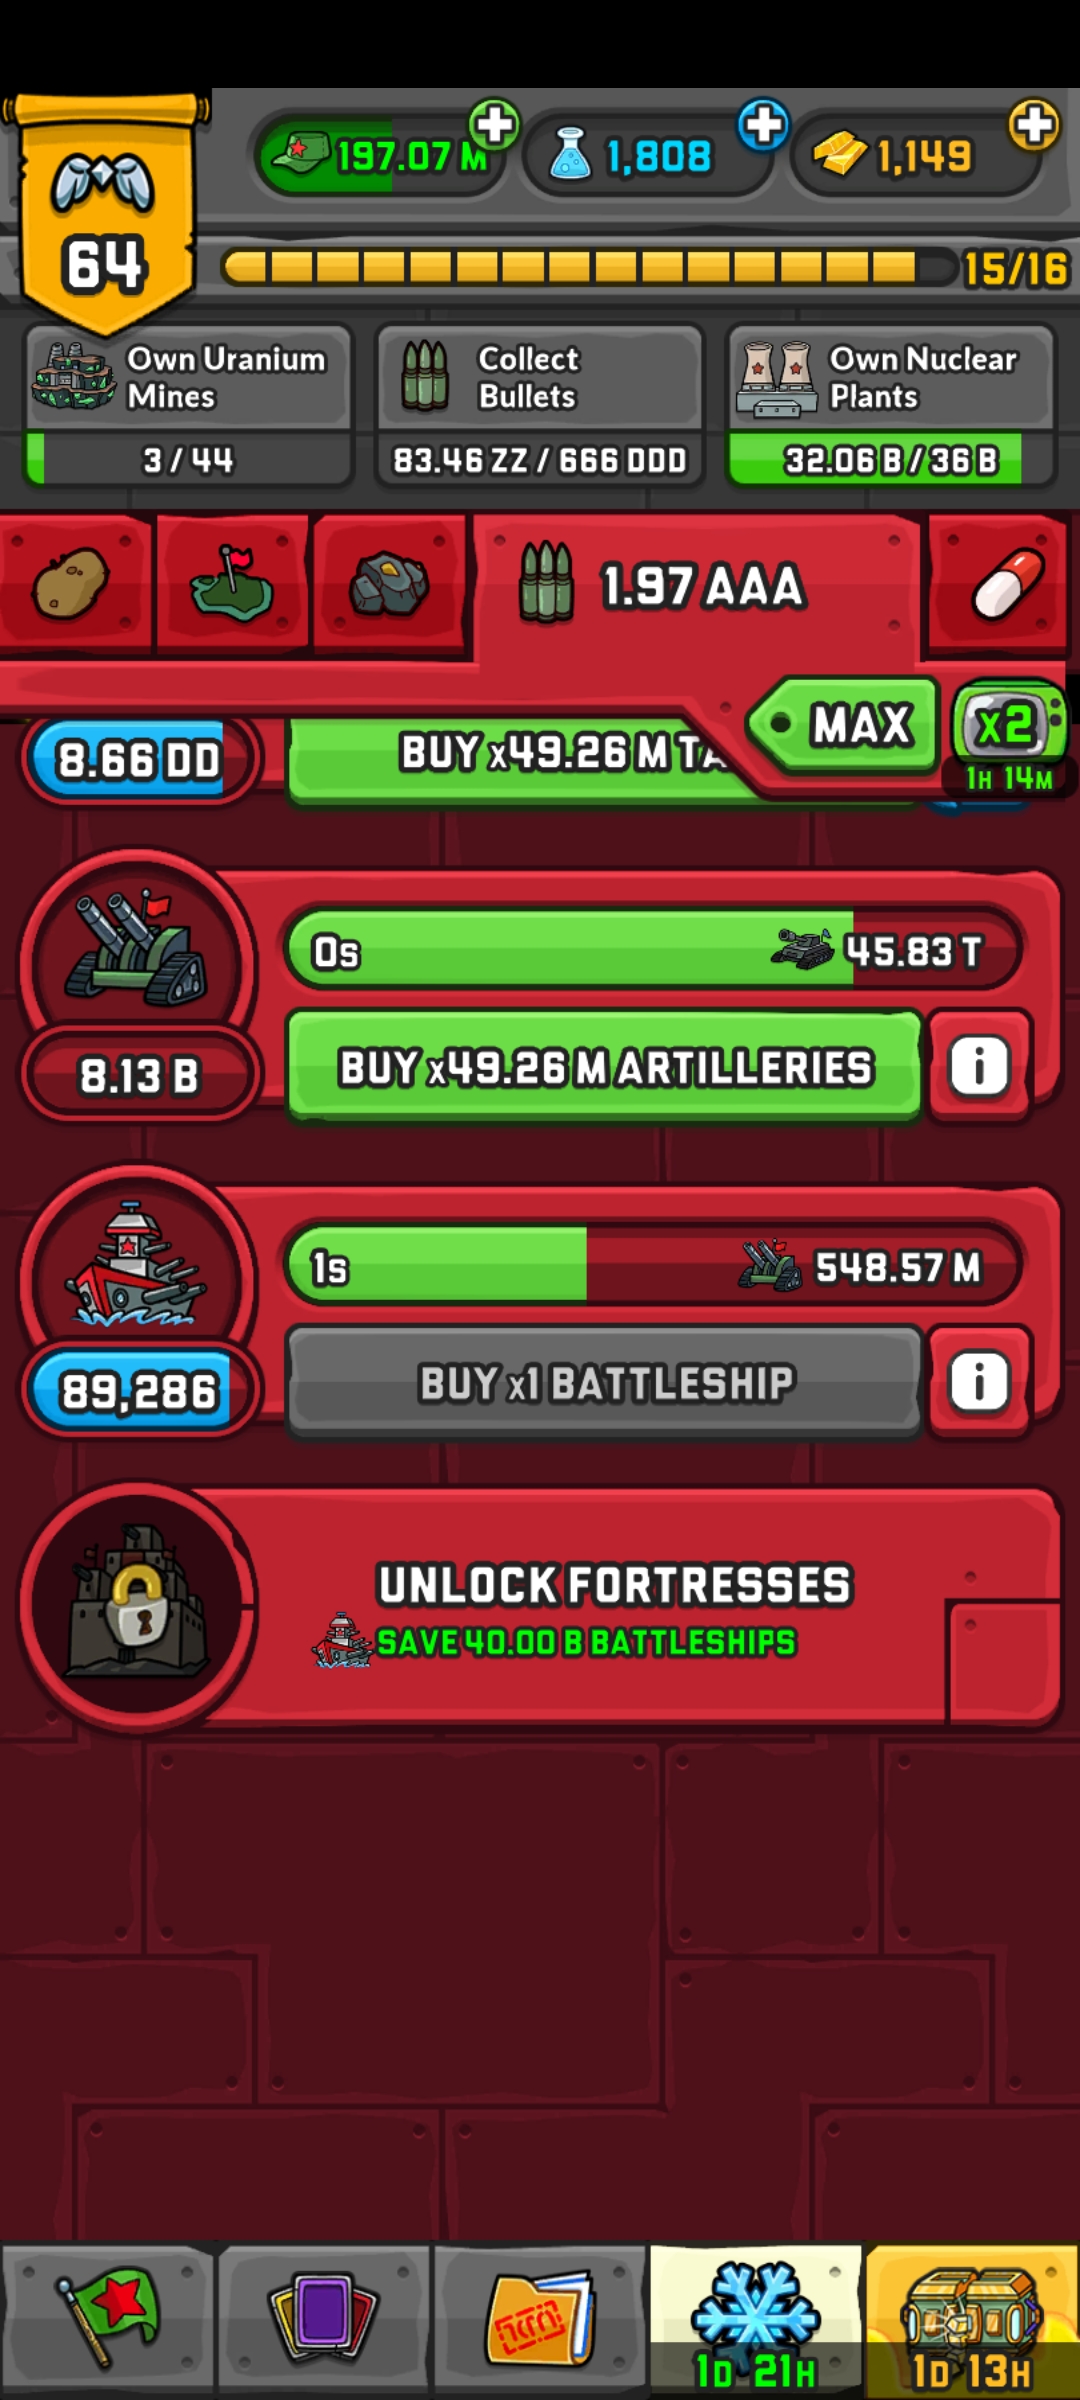 197.07 M
1,808
1,149
64
15/16
Own Uranium
Mines
3 / 44
Collect
Bullets
83.46 ZZ / 666 DDD
Own Nuclear
Plants
32.06 B / 36 B
1.97 AAA
MAX
X2
1H 14M
8.66 DD
BUY x49.26 M TA
0s
45.83 T
8.13 B
BUY x49.26 M ARTILLERIES
i
1s
548.57 M
89,286
BUY x1 BATTLESHIP
i
UNLOCK FORTRESSES
SAVE 40.00 B BATTLESHIPS
1D 21H
1D 13H